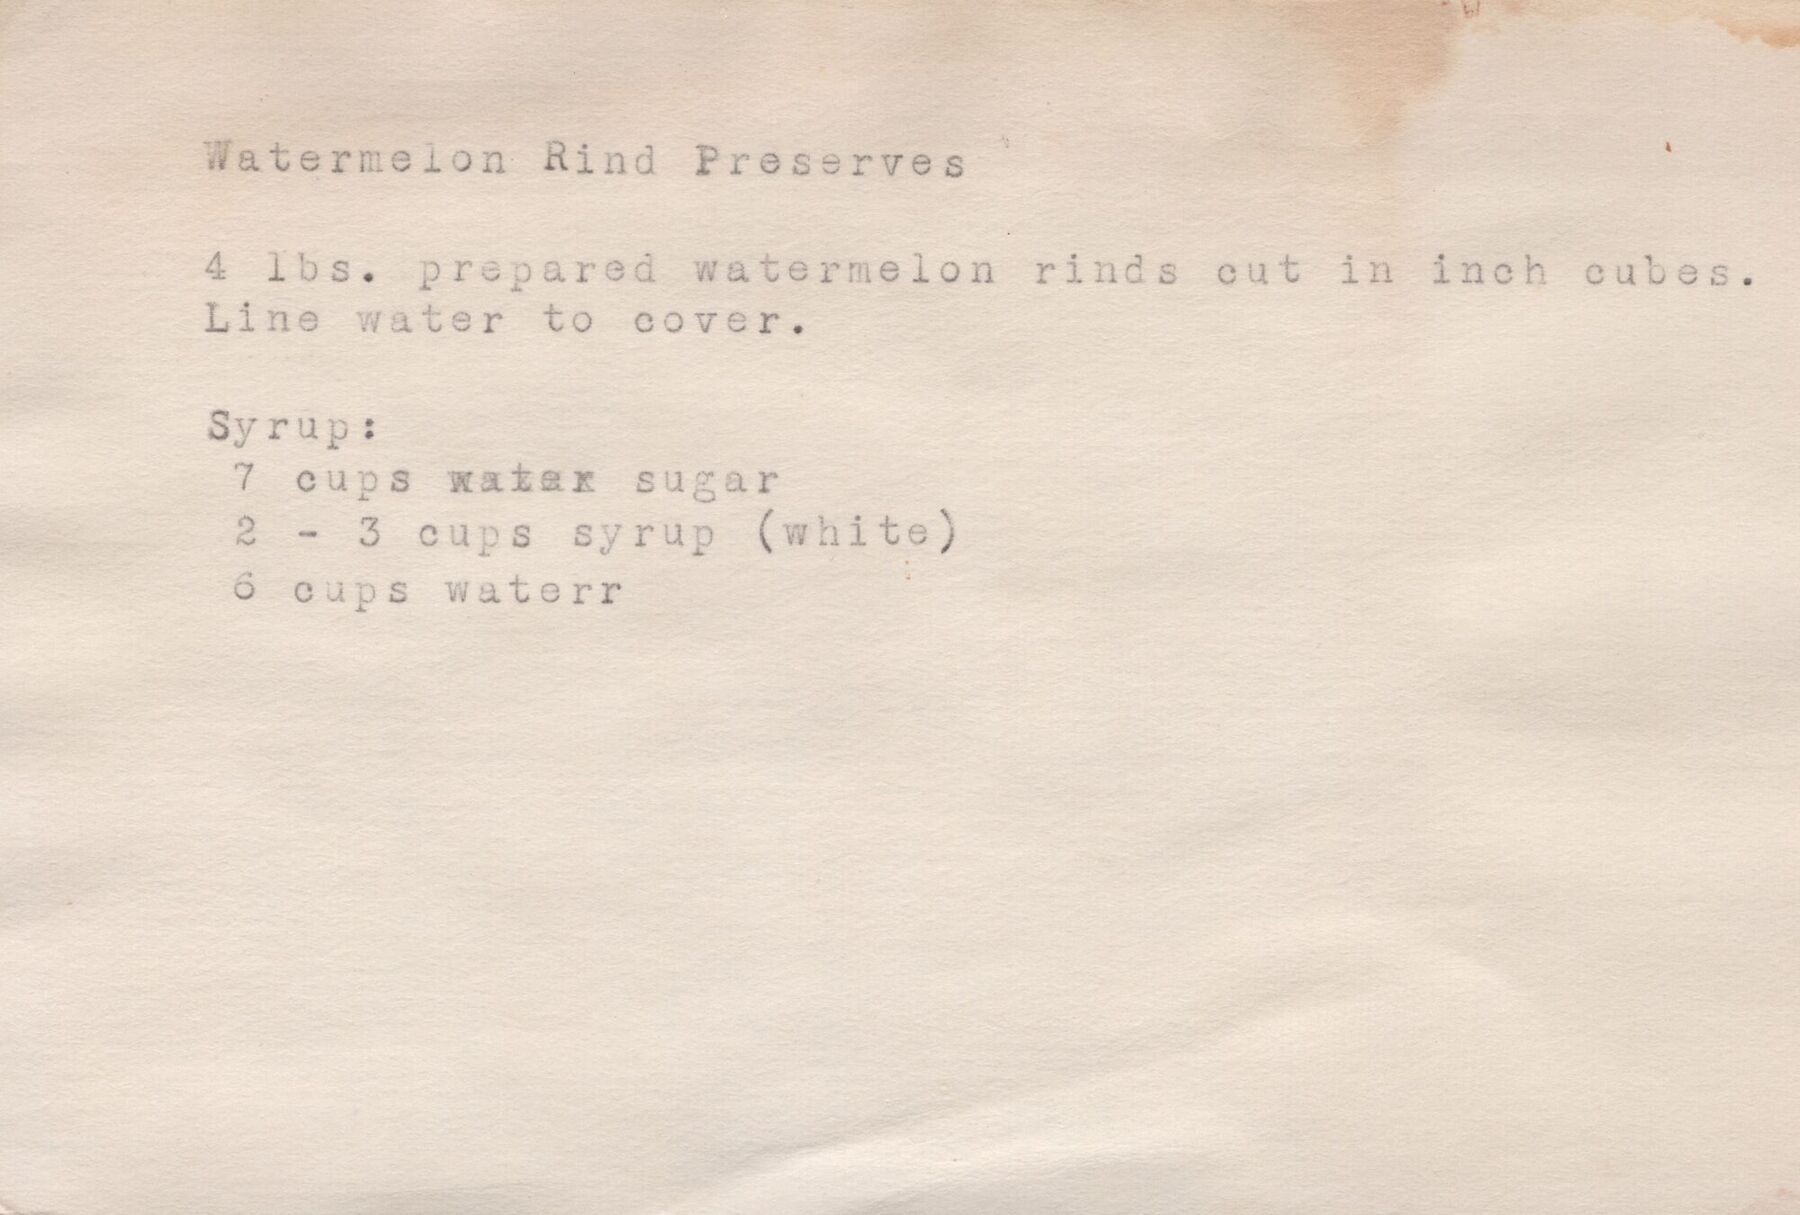 Watermelon Rind Preserves
4 lbs. prepared watermelon rinds cut in inch cubes.
Line water to cover.
Syrup:
7 cups water sugar
2 - 3 cups syrup (white)
6 cups waterr